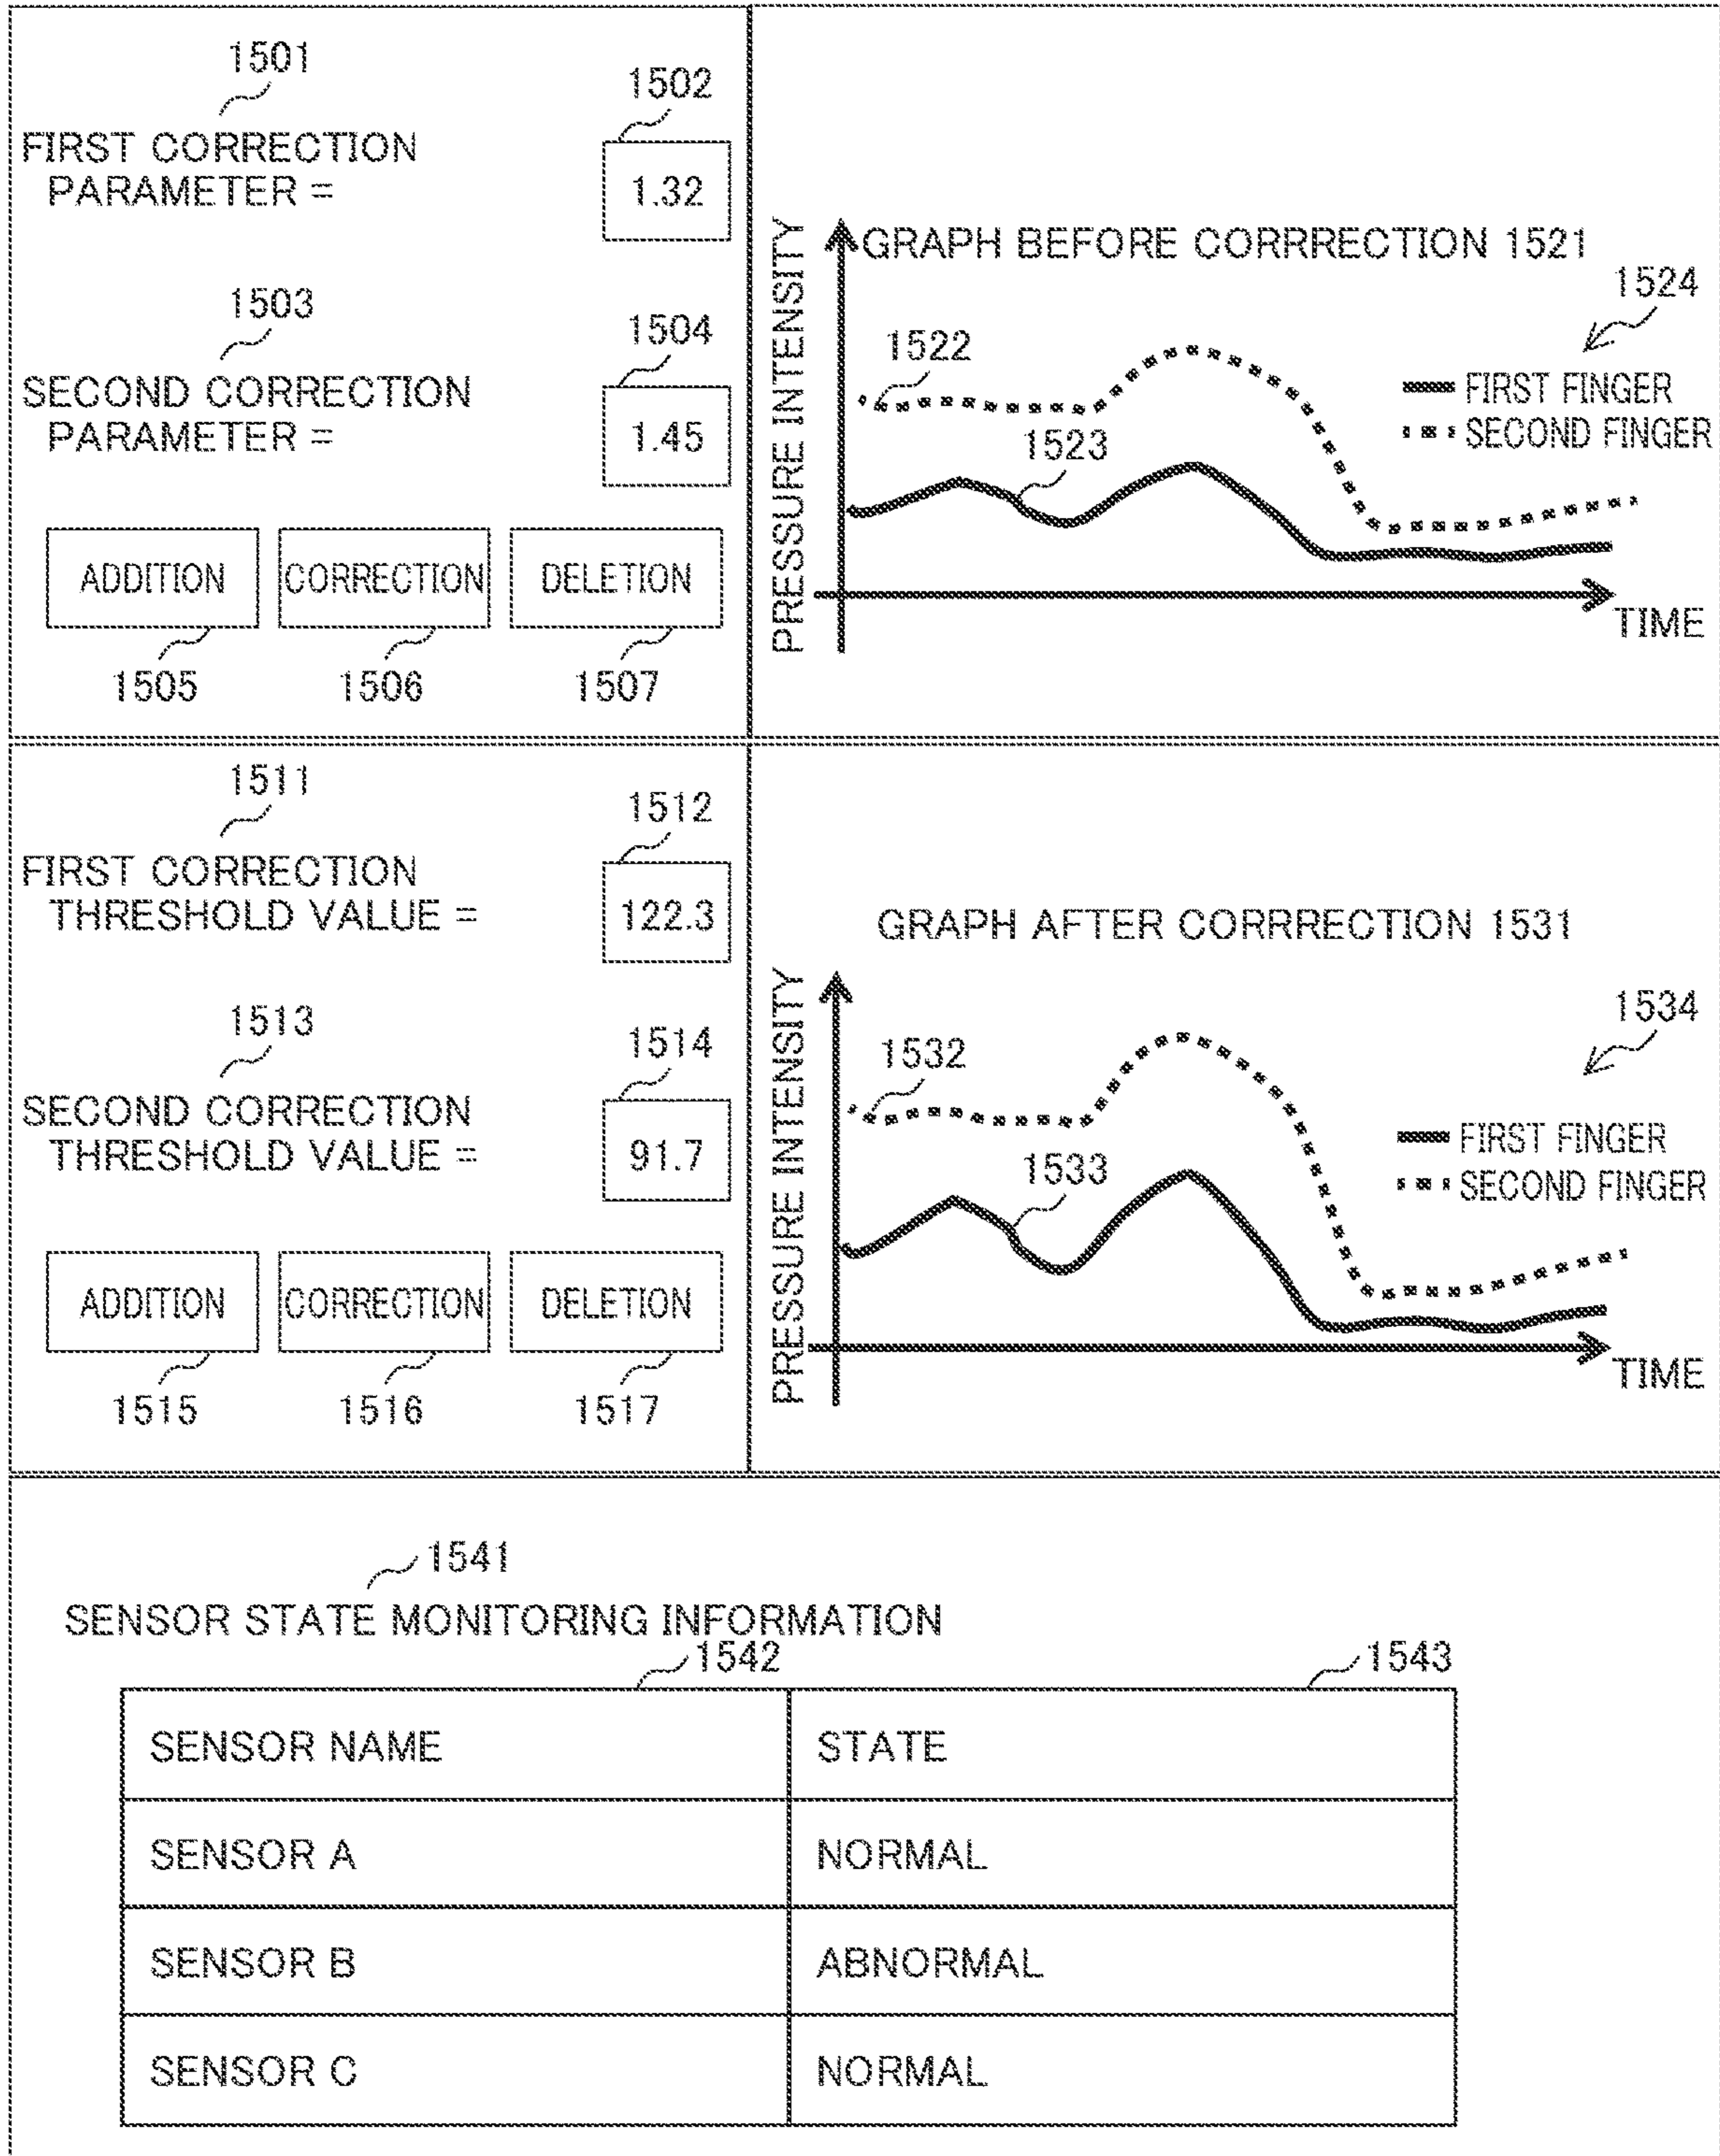 1501
1502
FIRST CORRECTION
PARAMETER =
1.32
1503
1504
SECOND CORRECTION
PARAMETER =
1.45
ADDITION
CORRECTION
DELETION
1505
1506
1507
GRAPH BEFORE CORRRECTION 1521
PRESSURE INTENSITY
1522
1523
1524
FIRST FINGER
SECOND FINGER
TIME
1511
1512
FIRST CORRECTION
THRESHOLD VALUE =
122.3
1513
1514
SECOND CORRECTION
THRESHOLD VALUE =
91.7
ADDITION
CORRECTION
DELETION
1515
1516
1517
GRAPH AFTER CORRRECTION 1531
PRESSURE INTENSITY
1532
1533
1534
FIRST FINGER
SECOND FINGER
TIME
1541
SENSOR STATE MONITORING INFORMATION
1542
1543
SENSOR NAME STATE
SENSOR A NORMAL
SENSOR B ABNORMAL
SENSOR C NORMAL